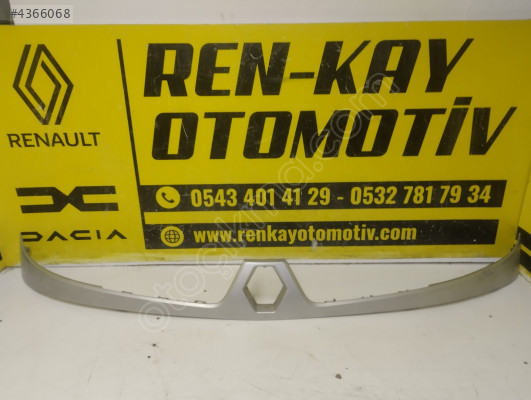 #4366068
REN-KAY
OTOMOTİV
RENAULT
0543 401 41 29 - 0532 781 79 34
DACIA
www.renkayotomotiv.com